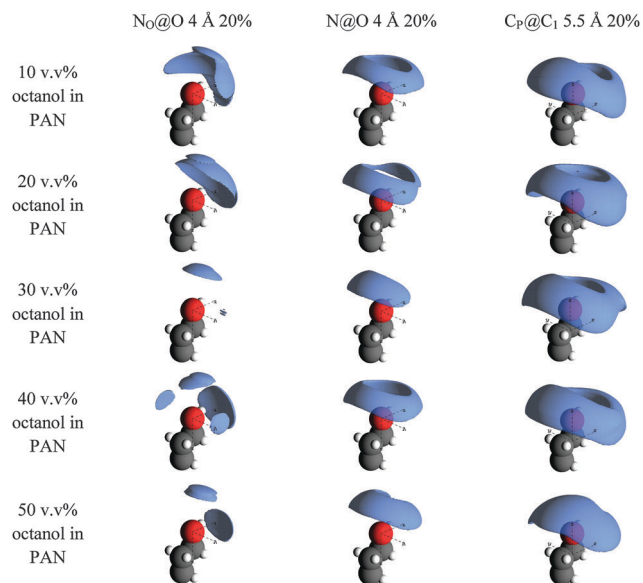 N_O@O 4 Å 20% N@O 4 Å 20% C_P@C_1 5.5 Å 20%
10 v.v%
octanol in
PAN
20 v.v%
octanol in
PAN
30 v.v%
octanol in
PAN
40 v.v%
octanol in
PAN
50 v.v%
octanol in
PAN